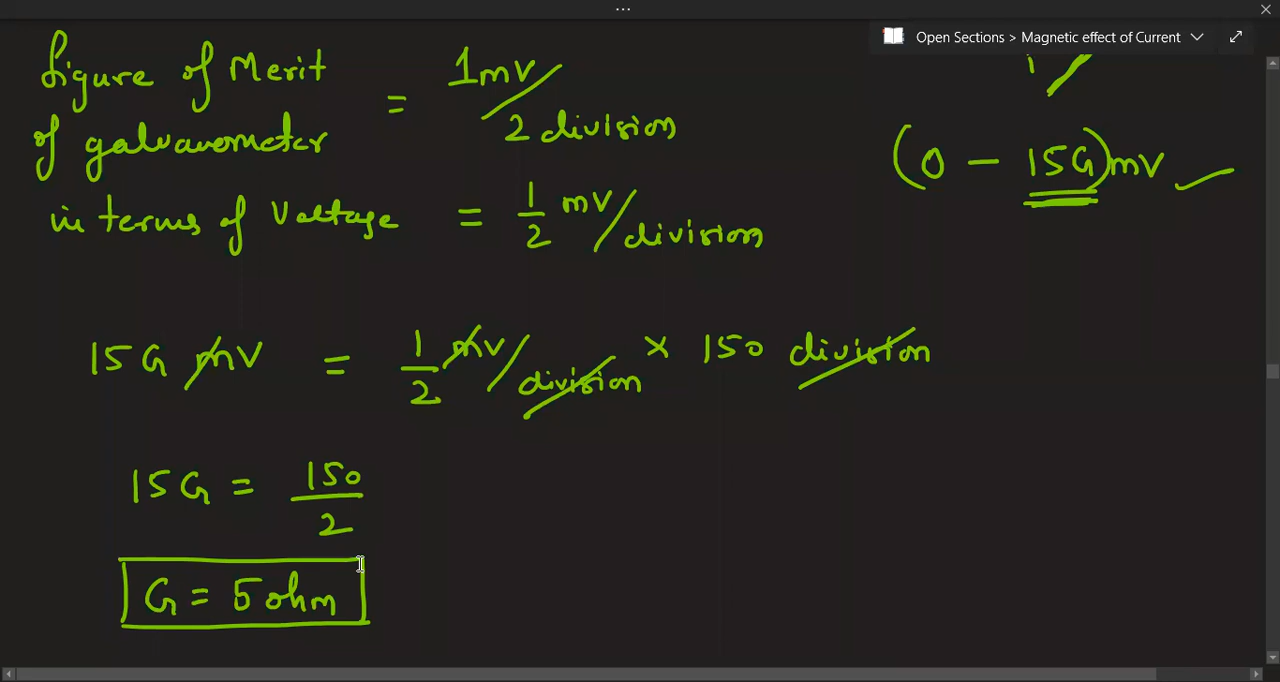 Open Sections > Magnetic effect of Current
figure of Merit
of galvanometer
in terms of Voltage
= 1mV/2 division
= 1/2 mV/division
(0 - 15G)mV
15G mV = 1/2 mV/division × 150 division
15G = 150/2
G = 5 ohm